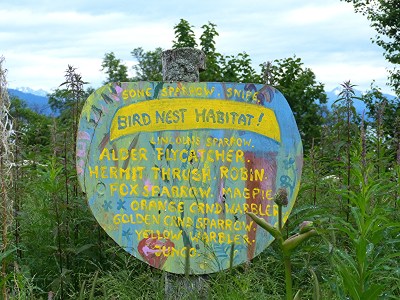 SONG SPARROW. SNIPE.
BIRD NEST HABITAT!
LINCOLNS SPARROW.
ALDER FLYCATCHER.
HERMIT THRUSH. ROBIN.
FOX SPARROW. MAGPIE
ORANGE CRND WARBLER
GOLDEN CRND SPARROW.
YELLOW WARBLER.
JUNCO.